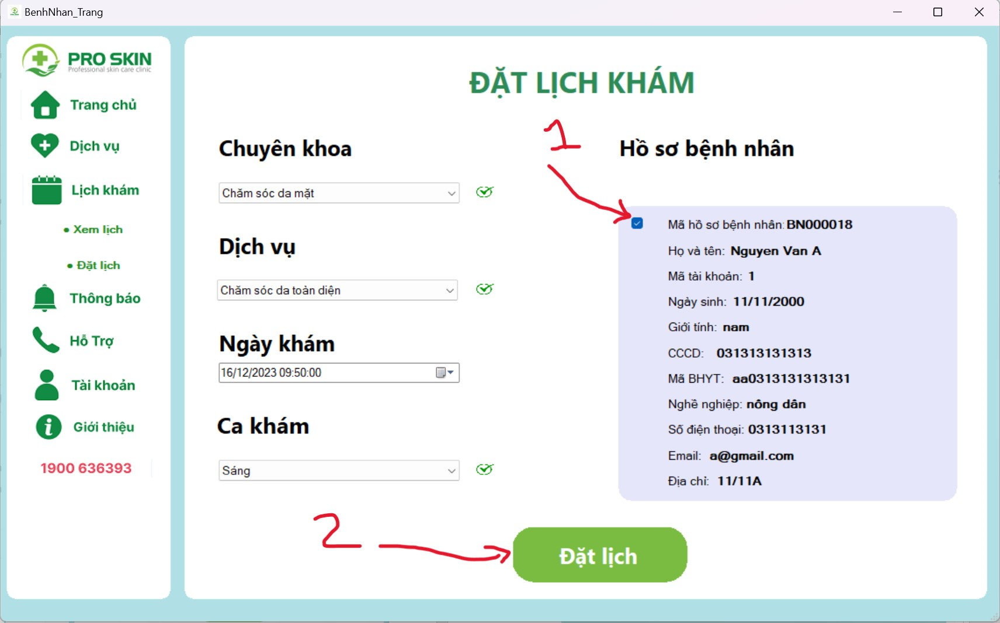 BenhNhan_Trang
PRO SKIN
Professional skin care clinic
Trang chủ
Dịch vụ
Lịch khám
• Xem lịch
• Đặt lịch
Thông báo
Hỗ Trợ
Tài khoản
Giới thiệu
1900 636393
ĐẶT LỊCH KHÁM
1
Chuyên khoa
Chăm sóc da mặt
Dịch vụ
Chăm sóc da toàn diện
Ngày khám
16/12/2023 09:50:00
Ca khám
Sáng
Hồ sơ bệnh nhân
Mã hồ sơ bệnh nhân: BN000018
Họ và tên: Nguyen Van A
Mã tài khoản: 1
Ngày sinh: 11/11/2000
Giới tính: nam
CCCD: 031313131313
Mã BHYT: aa0313131313131
Nghề nghiệp: nông dân
Số điện thoại: 0313113131
Email: a@gmail.com
Địa chỉ: 11/11A
2
Đặt lịch